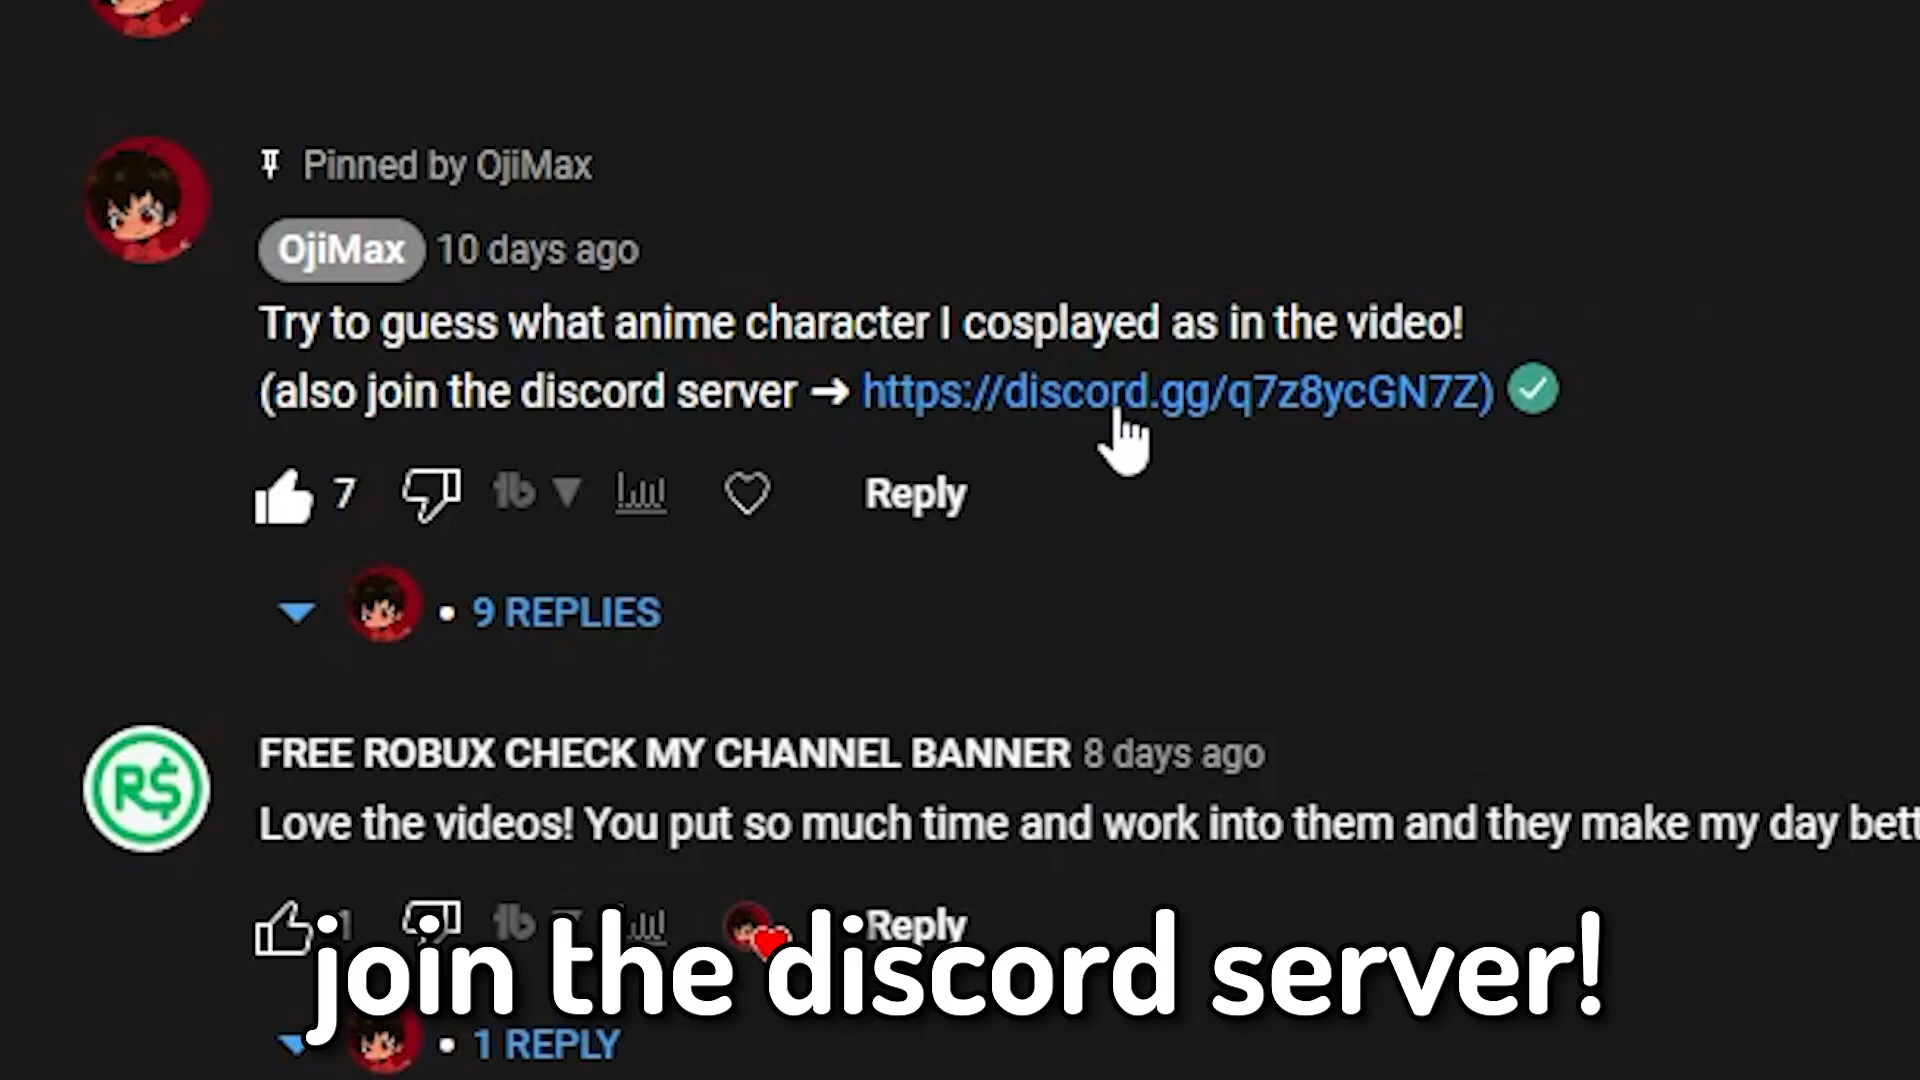 Pinned by OjiMax
OjiMax 10 days ago
Try to guess what anime character I cosplayed as in the video!
(also join the discord server ➔ https://discord.gg/q7z8ycGN7Z)
7 tb Reply
9 REPLIES
R$ FREE ROBUX CHECK MY CHANNEL BANNER 8 days ago
Love the videos! You put so much time and work into them and they make my day bett
1 tb Reply
join the discord server!
1 REPLY